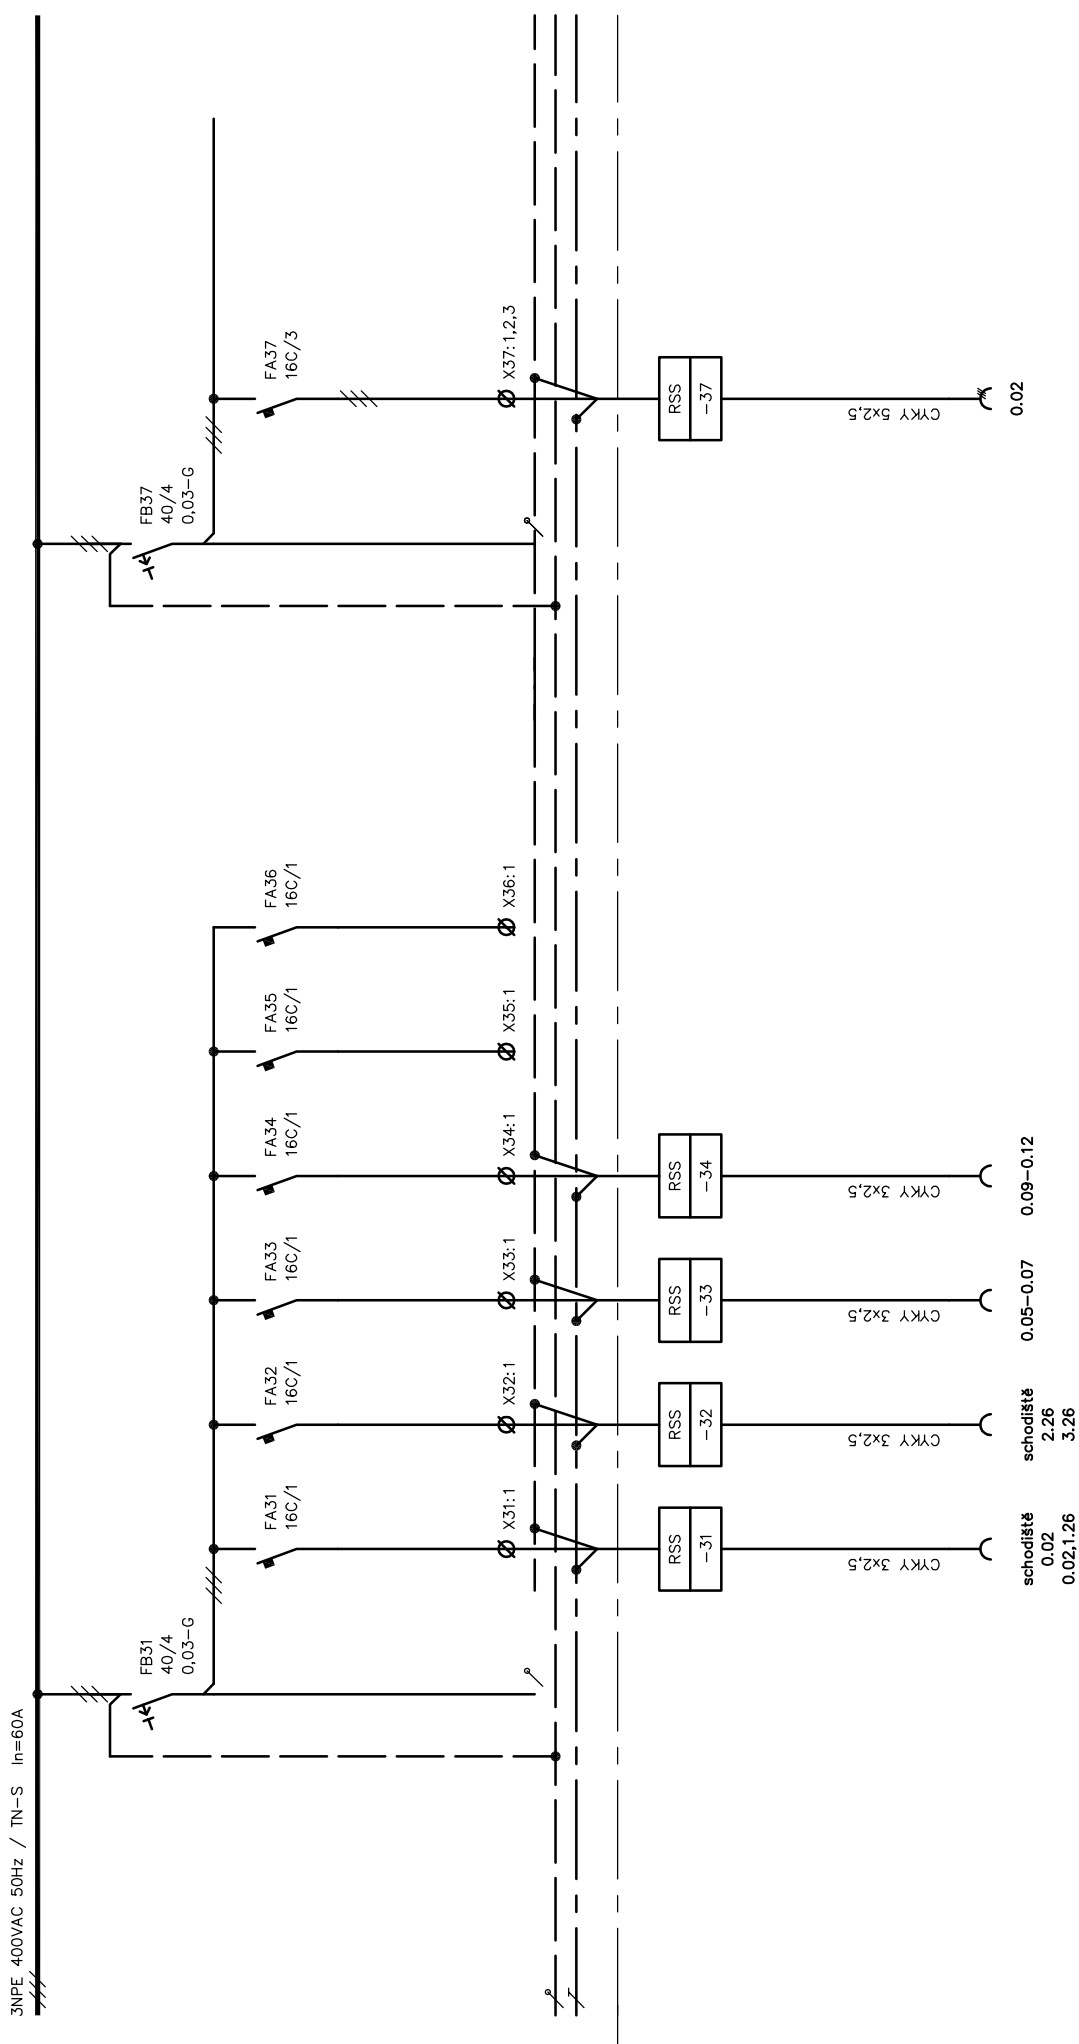 3NPE 400VAC 50Hz / TN-S In=60A
FB31
40/4
0,03-G
FB37
40/4
0,03-G
FA31
16C/1
FA32
16C/1
FA33
16C/1
FA34
16C/1
FA35
16C/1
FA36
16C/1
FA37
16C/3
X31:1
X32:1
X33:1
X34:1
X35:1
X36:1
X37:1,2,3
RSS
-31
RSS
-32
RSS
-33
RSS
-34
RSS
-37
CYKY 3x2,5
CYKY 3x2,5
CYKY 3x2,5
CYKY 3x2,5
CYKY 5x2,5
schodiště
0.02
0.02,1.26
schodiště
2.26
3.26
0.05-0.07
0.09-0.12
0.02